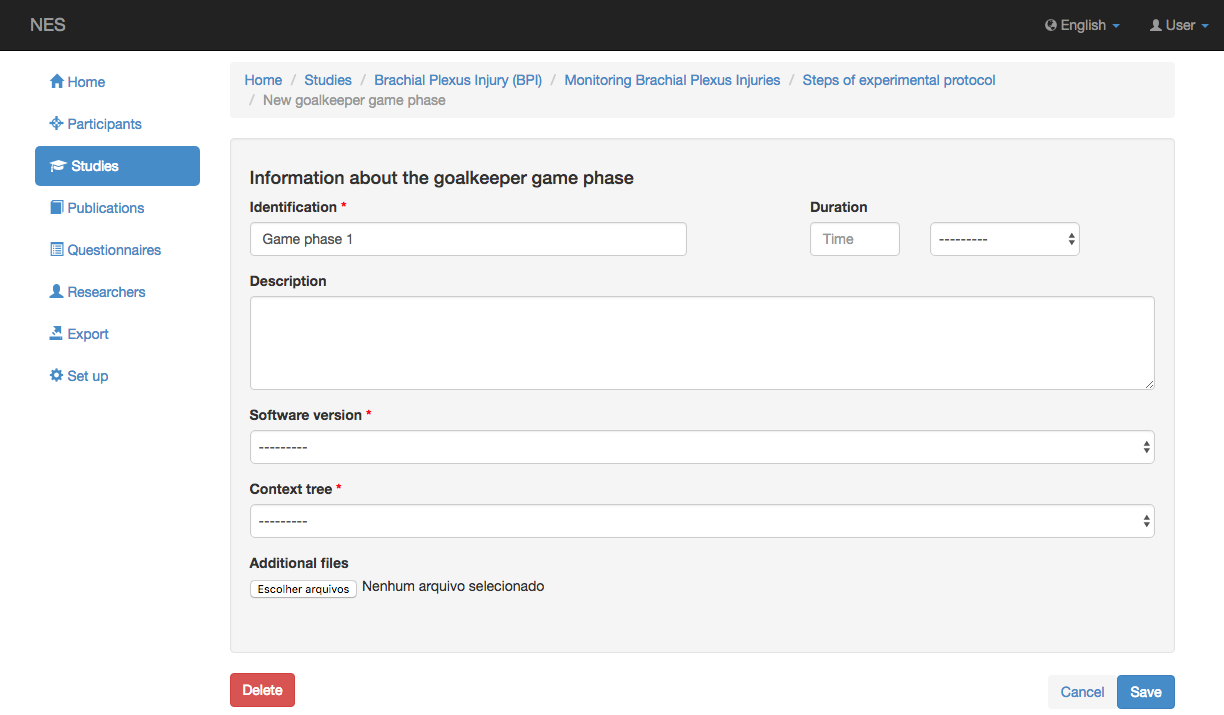 NES
English
User
Home
Participants
Studies
Publications
Questionnaires
Researchers
Export
Set up
Home / Studies / Brachial Plexus Injury (BPI) / Monitoring Brachial Plexus Injuries / Steps of experimental protocol
/ New goalkeeper game phase
Information about the goalkeeper game phase
Identification * Duration
Game phase 1 Time ---------
Description
Software version *
---------
Context tree *
---------
Additional files
Escolher arquivos Nenhum arquivo selecionado
Delete
Cancel Save